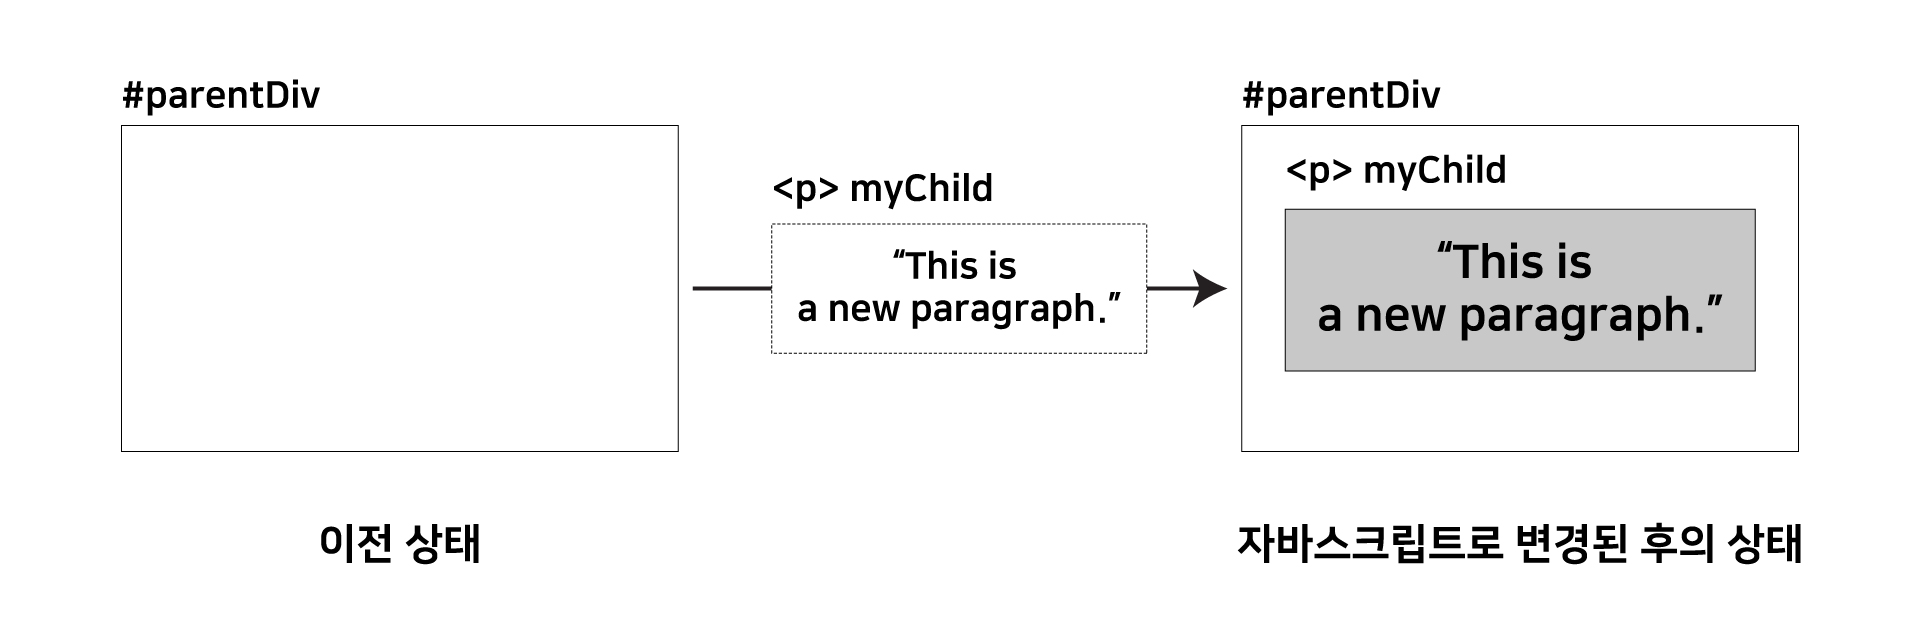 #parentDiv
<p> myChild
“This is
a new paragraph.”
#parentDiv
<p> myChild
“This is
a new paragraph.”
이전 상태
자바스크립트로 변경된 후의 상태